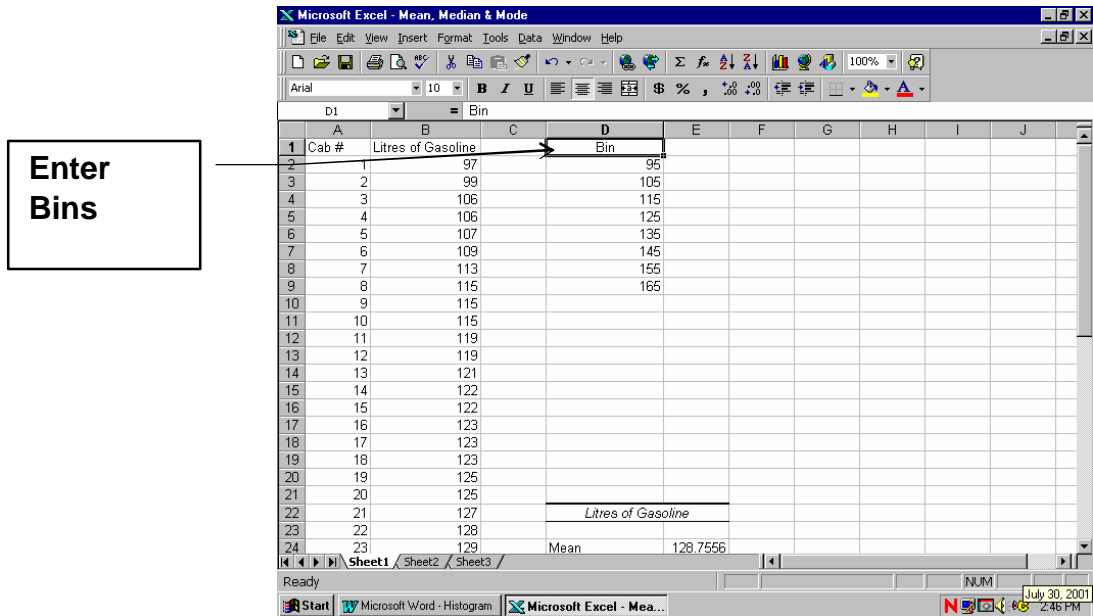 Microsoft Excel - Mean, Median & Mode
File Edit View Insert Format Tools Data Window Help
100%
Arial 10 B I U $ % ,
D1 = Bin
A B C D E F G H I J
1 Cab # Litres of Gasoline Bin
2 1 97 95
3 2 99 105
4 3 106 115
5 4 106 125
6 5 107 135
7 6 109 145
8 7 113 155
9 8 115 165
10 9 115
11 10 115
12 11 119
13 12 119
14 13 121
15 14 122
16 15 122
17 16 123
18 17 123
19 18 123
20 19 125
21 20 125
22 21 127 Litres of Gasoline
23 22 128
24 23 129 Mean 128.7556
Sheet1 Sheet2 Sheet3
Ready NUM
Start Microsoft Word - Histogram Microsoft Excel - Mea... 2:46 PM
July 30, 2001
Enter
Bins